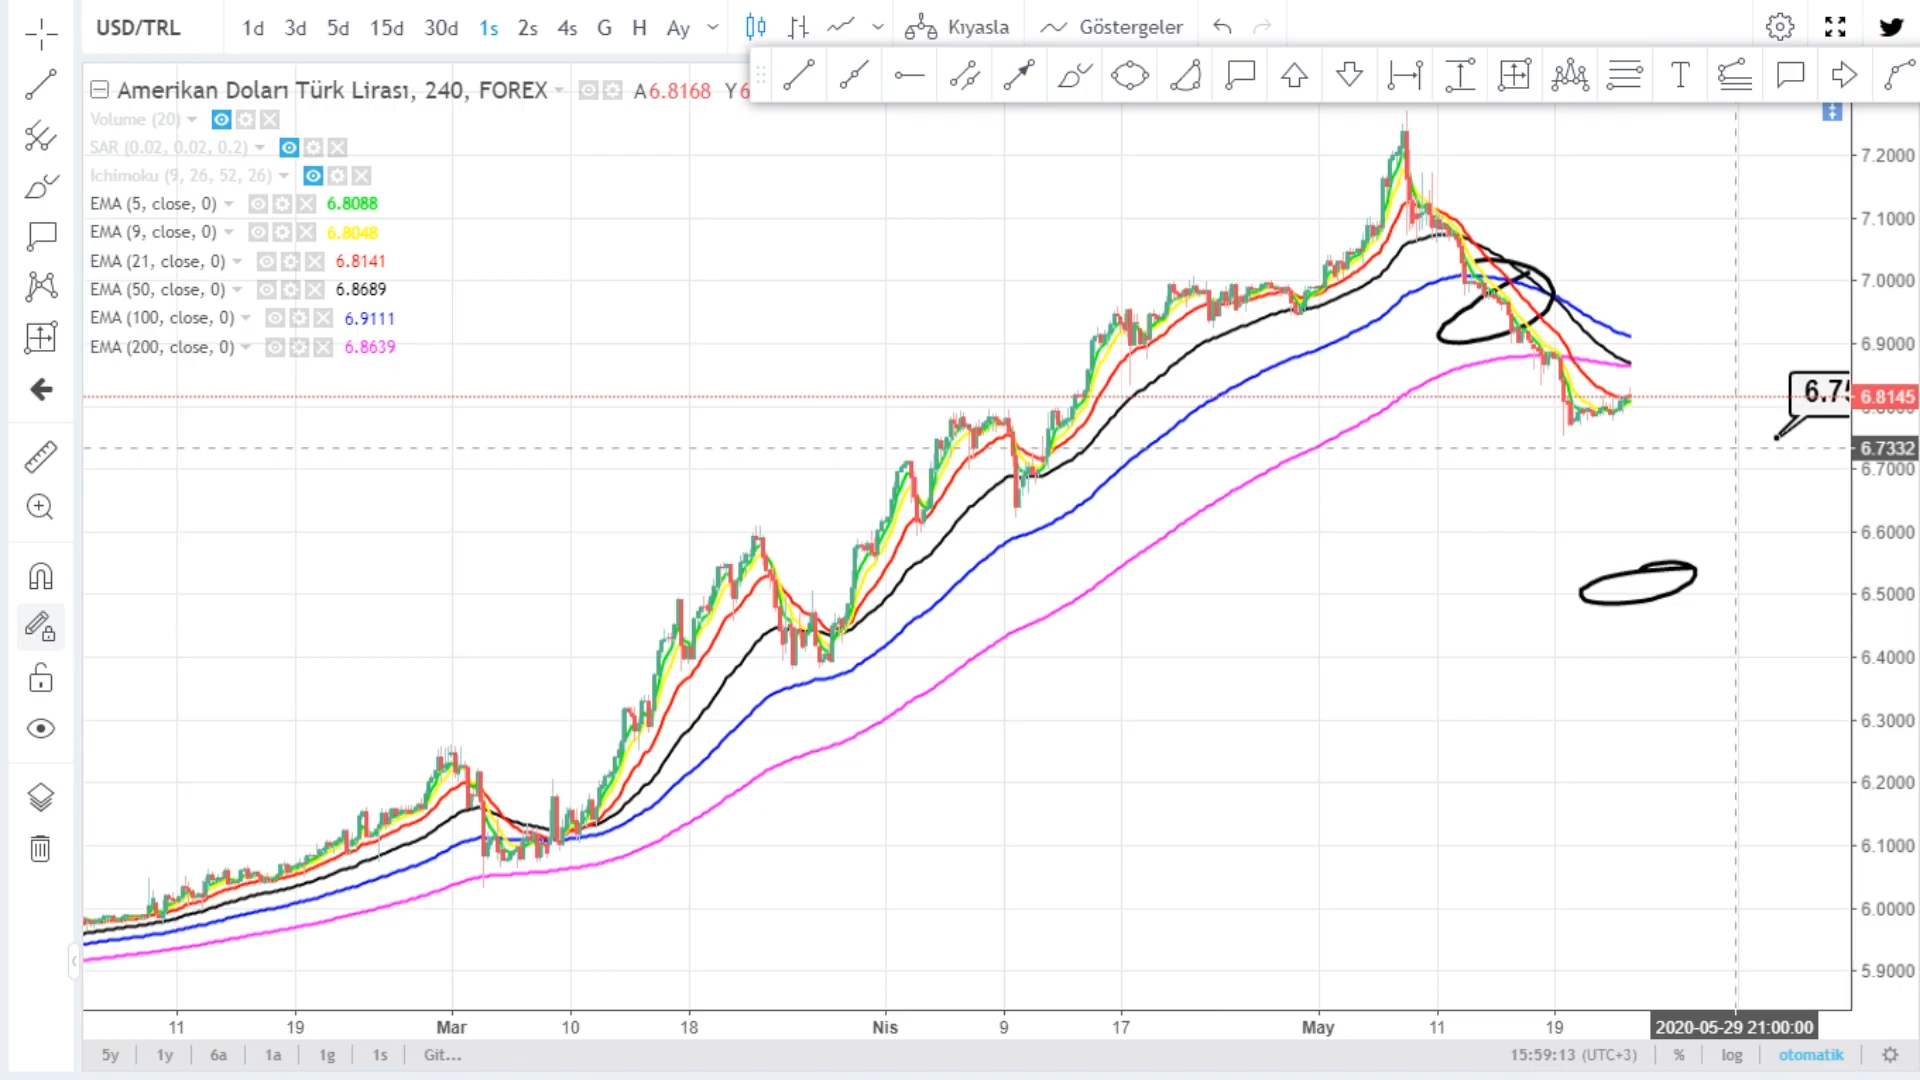 USD/TRL 1d 3d 5d 15d 30d 1s 2s 4s G H Ay Kıyasla Göstergeler
Amerikan Doları Türk Lirası, 240, FOREX A6.8168 Y6
Volume (20)
SAR (0.02, 0.02, 0.2)
Ichimoku (9, 26, 52, 26)
EMA (5, close, 0) 6.8088
EMA (9, close, 0) 6.8048
EMA (21, close, 0) 6.8141
EMA (50, close, 0) 6.8689
EMA (100, close, 0) 6.9111
EMA (200, close, 0) 6.8639
7.2000
7.1000
7.0000
6.9000
6.75
6.8145
6.8000
6.7332
6.7000
6.6000
6.5000
6.4000
6.3000
6.2000
6.1000
6.0000
5.9000
11 19 Mar 10 18 Nis 9 17 May 11 19 2020-05-29 21:00:00
5y 1y 6a 1a 1g 1s Git... 15:59:13 (UTC+3) % log otomatik